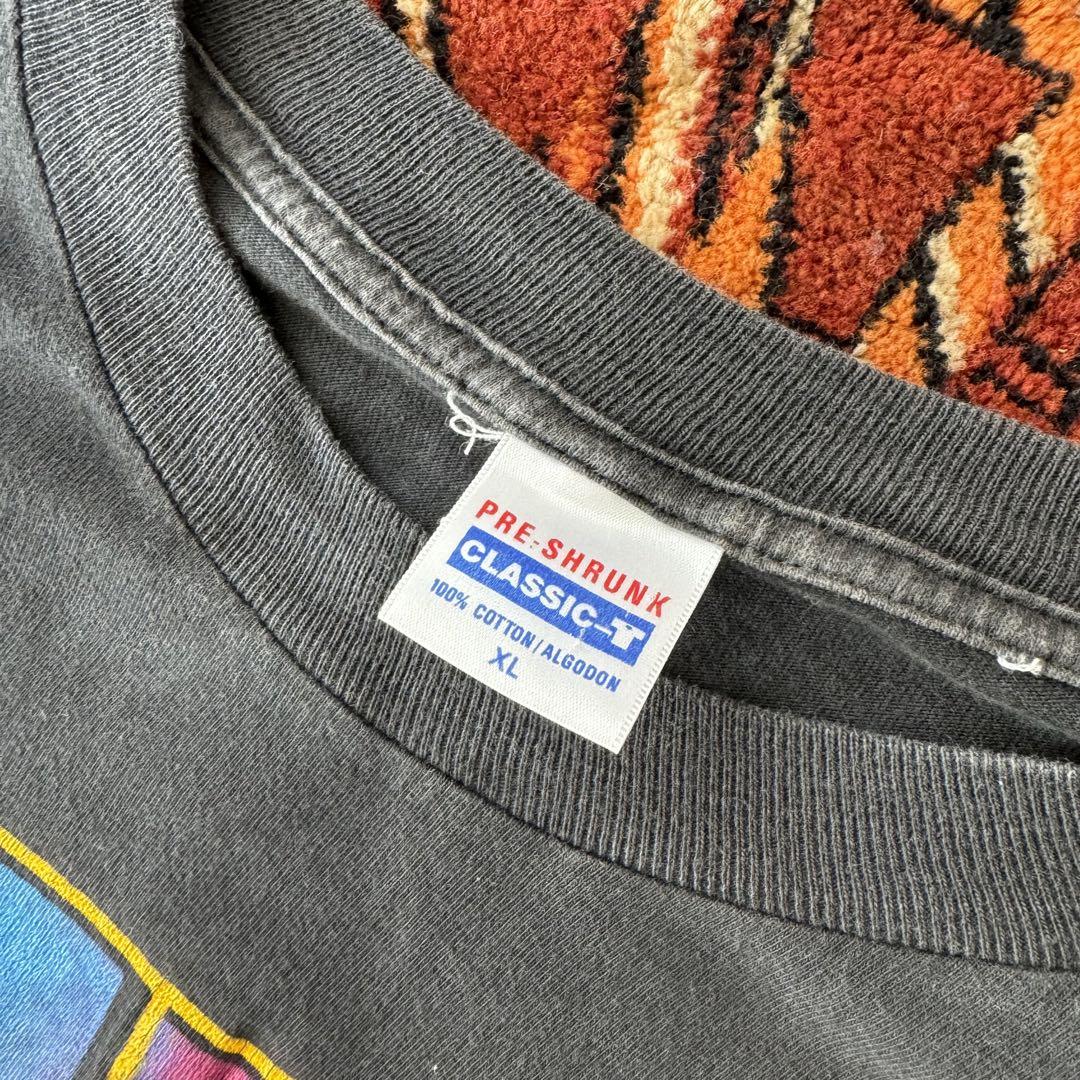 PRE-SHRUNK
CLASSIC-T
100% COTTON/ALGODON
XL